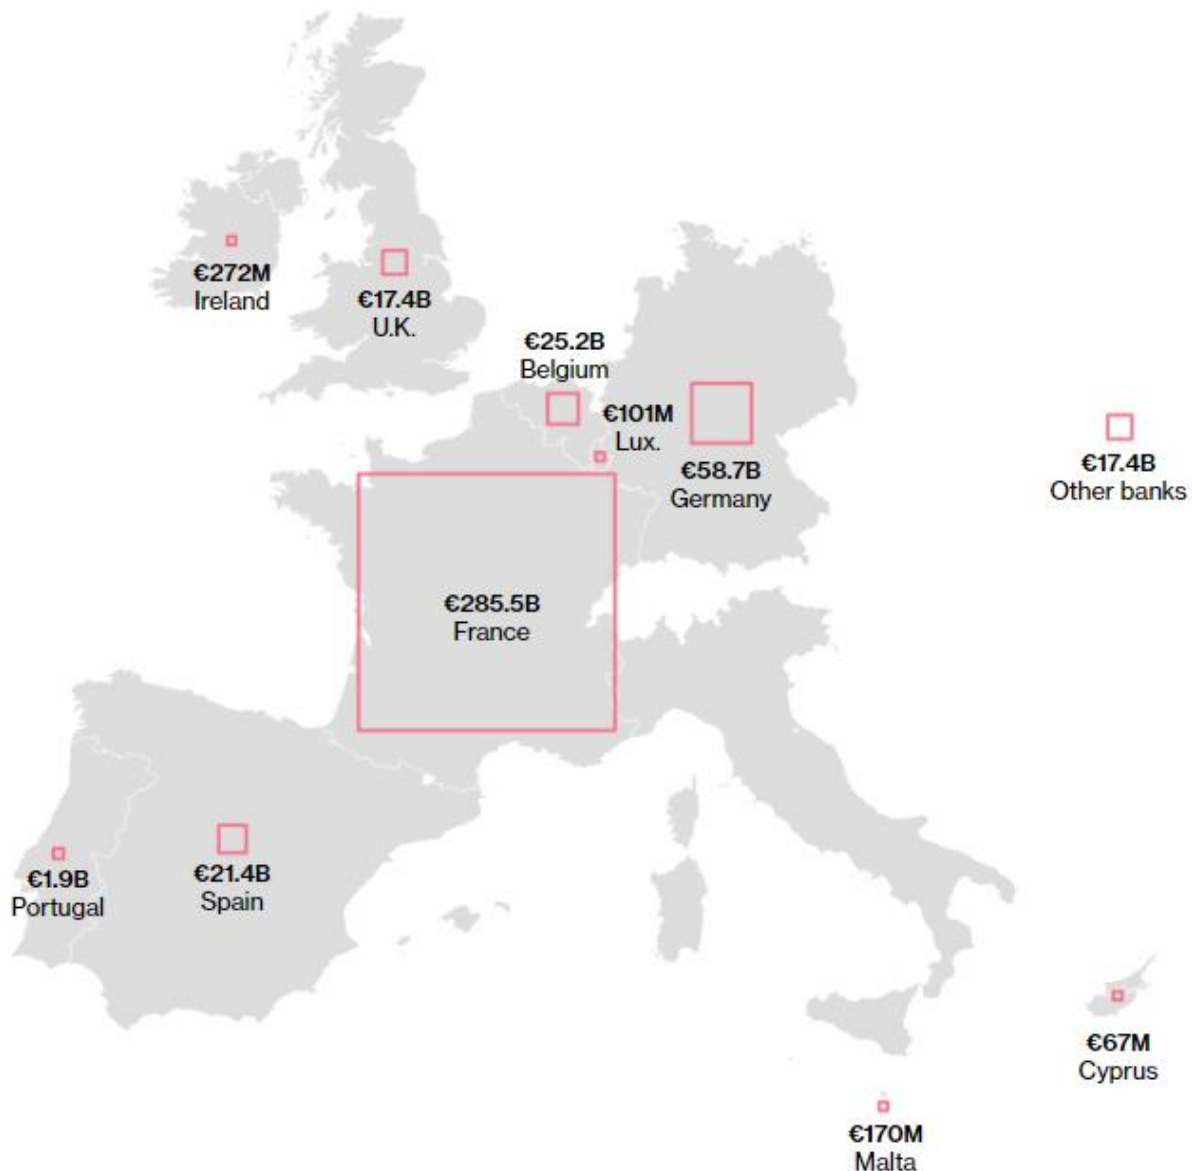 €272M
Ireland
€17.4B
U.K.
€25.2B
Belgium
€101M
Lux.
€58.7B
Germany
€17.4B
Other banks
€285.5B
France
€1.9B
Portugal
€21.4B
Spain
€67M
Cyprus
€170M
Malta